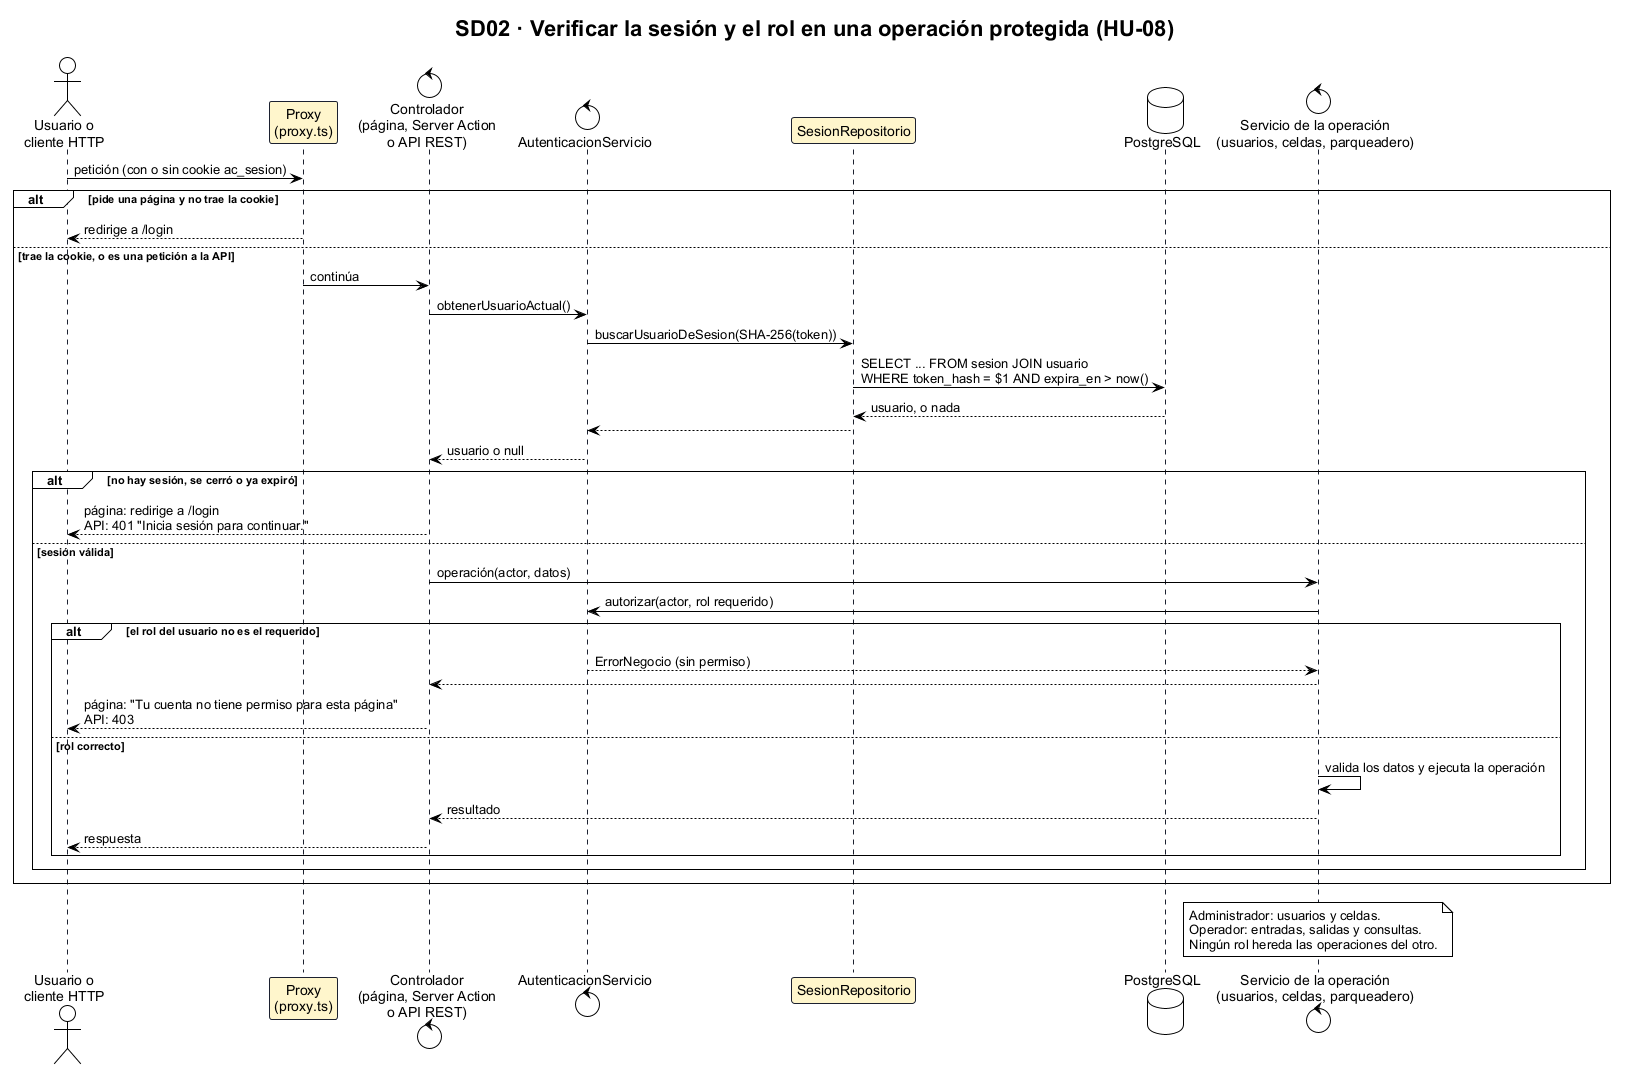 SD02 · Verificar la sesión y el rol en una operación protegida (HU-08)
Usuario o
cliente HTTP
Proxy
(proxy.ts)
Controlador
(página, Server Action
o API REST)
AutenticacionServicio
SesionRepositorio
PostgreSQL
Servicio de la operación
(usuarios, celdas, parqueadero)
petición (con o sin cookie ac_sesion)
alt [pide una página y no trae la cookie]
redirige a /login
[trae la cookie, o es una petición a la API]
continúa
obtenerUsuarioActual()
buscarUsuarioDeSesion(SHA-256(token))
SELECT ... FROM sesion JOIN usuario
WHERE token_hash = $1 AND expira_en > now()
usuario, o nada
usuario o null
alt [no hay sesión, se cerró o ya expiró]
página: redirige a /login
API: 401 "Inicia sesión para continuar."
[sesión válida]
operación(actor, datos)
autorizar(actor, rol requerido)
alt [el rol del usuario no es el requerido]
ErrorNegocio (sin permiso)
página: "Tu cuenta no tiene permiso para esta página"
API: 403
[rol correcto]
valida los datos y ejecuta la operación
resultado
respuesta
Administrador: usuarios y celdas.
Operador: entradas, salidas y consultas.
Ningún rol hereda las operaciones del otro.
Usuario o
cliente HTTP
Proxy
(proxy.ts)
Controlador
(página, Server Action
o API REST)
AutenticacionServicio
SesionRepositorio
PostgreSQL
Servicio de la operación
(usuarios, celdas, parqueadero)